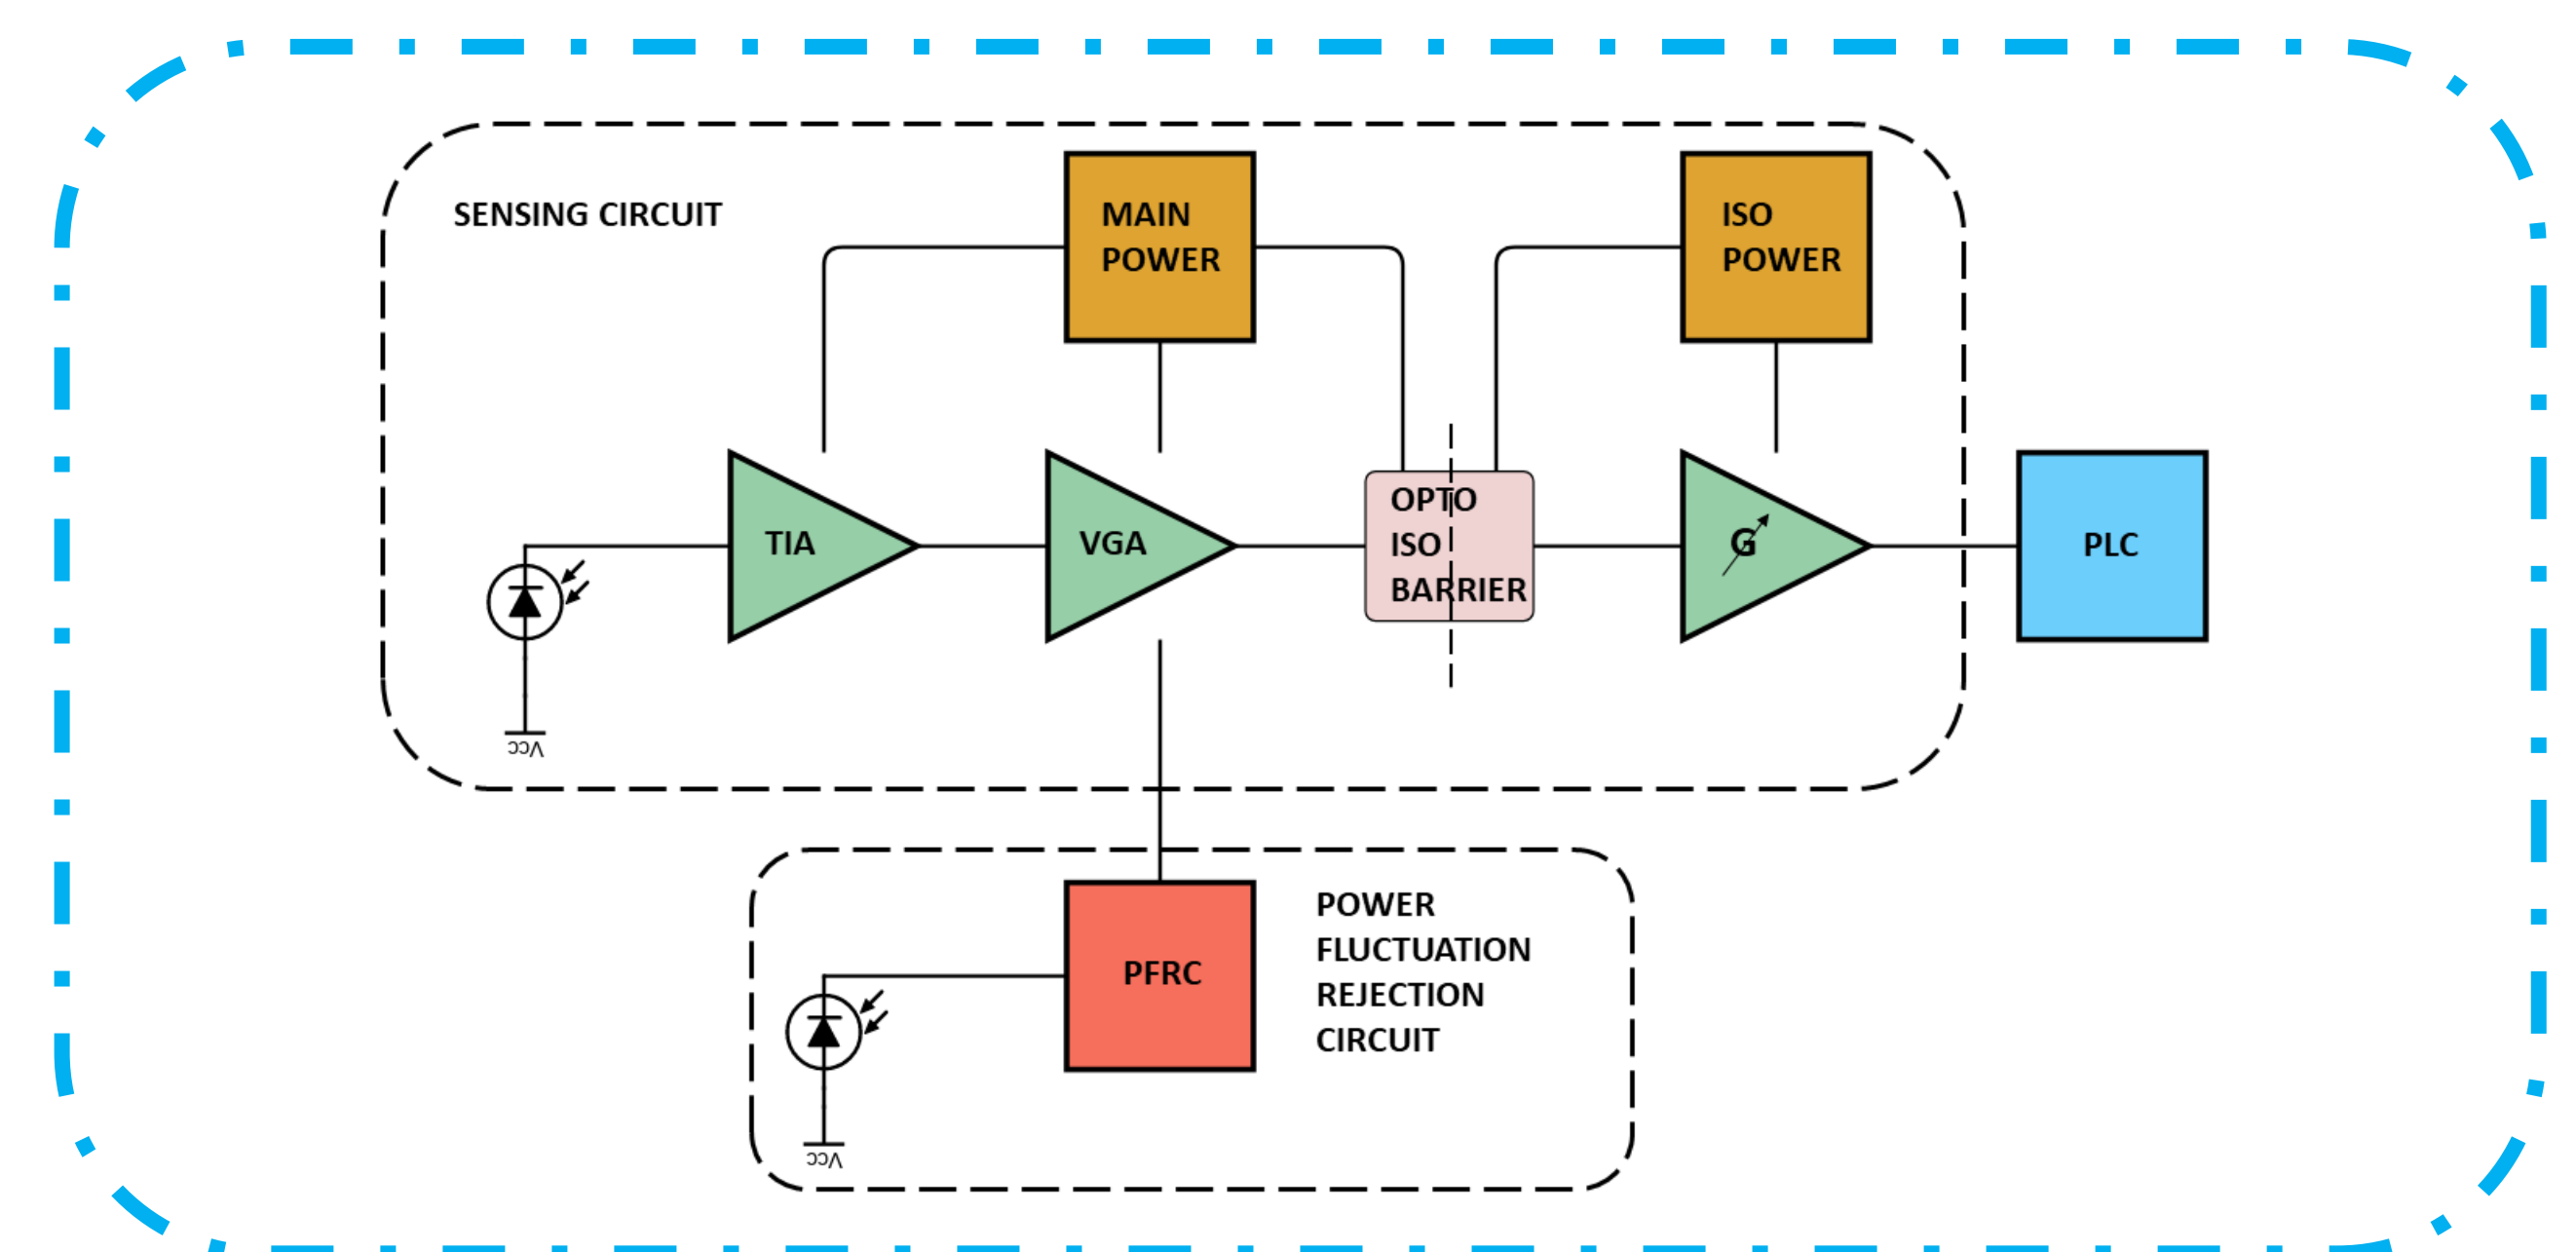 SENSING CIRCUIT
MAIN
POWER
ISO
POWER
TIA
VGA
OPTO
ISO
BARRIER
G
PLC
Vcc
PFRC
POWER
FLUCTUATION
REJECTION
CIRCUIT
Vcc